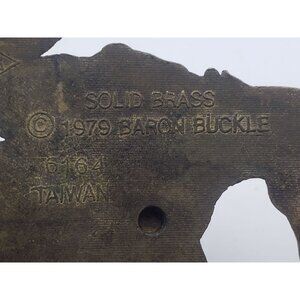 SOLID BRASS
© 1979 BARON BUCKLE
6164
TAIWAN